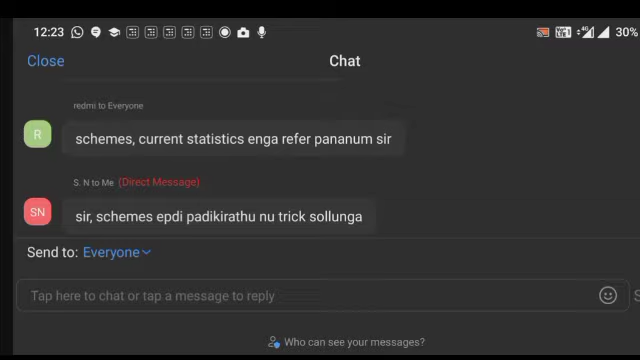 12:23 30%
Close Chat
redmi to Everyone
R schemes, current statistics enga refer pananum sir
S. N to Me (Direct Message)
SN sir, schemes epdi padikirathu nu trick sollunga
Send to: Everyone
Tap here to chat or tap a message to reply
Who can see your messages?